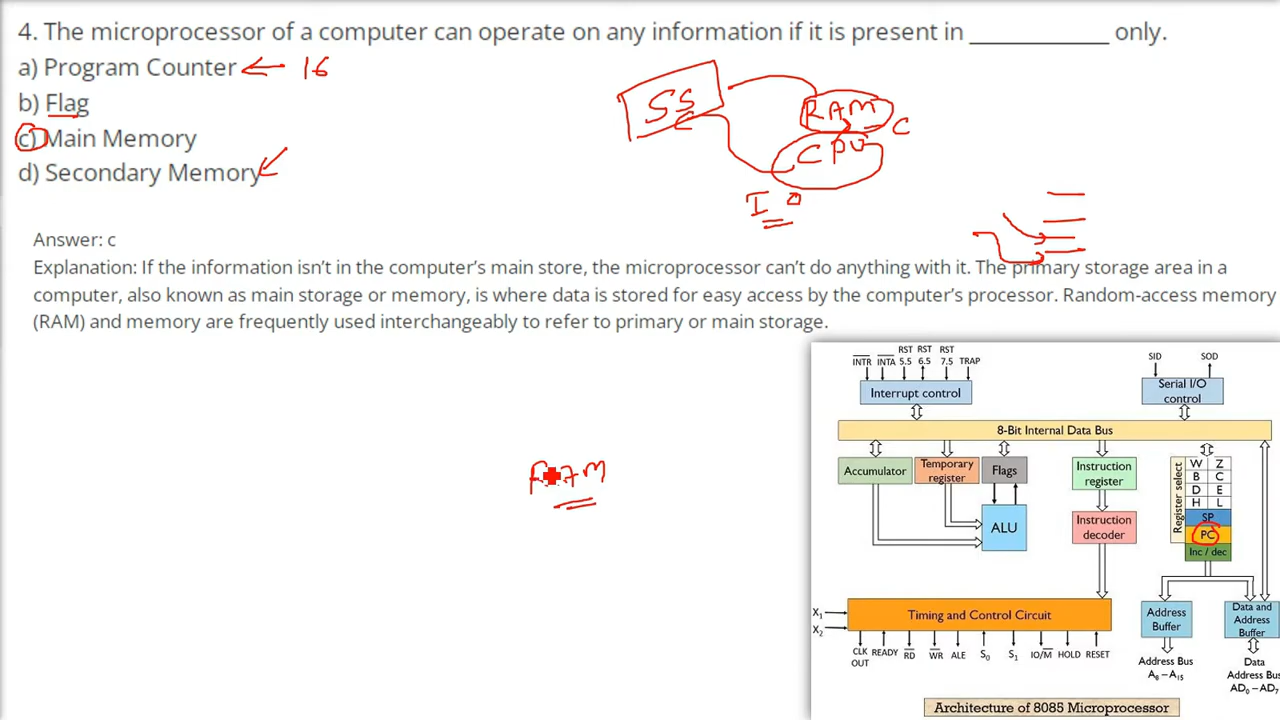 4. The microprocessor of a computer can operate on any information if it is present in ____________ only.
a) Program Counter ← 16
b) Flag
c) Main Memory
d) Secondary Memory
SS
RAM
C
C
CPU
I O
Answer: c
Explanation: If the information isn't in the computer's main store, the microprocessor can't do anything with it. The primary storage area in a
computer, also known as main storage or memory, is where data is stored for easy access by the computer's processor. Random-access memory
(RAM) and memory are frequently used interchangeably to refer to primary or main storage.
INTR INTA RST 5.5 RST 6.5 RST 7.5 TRAP
SID SOD
Interrupt control
Serial I/O
control
8-Bit Internal Data Bus
Accumulator
Temporary
register
Flags
Instruction
register
Register select
W Z
B C
D E
H L
SP
PC
Inc / dec
ALU
Instruction
decoder
X1
X2
Timing and Control Circuit
Address
Buffer
Data and
Address
Buffer
CLK OUT READY RD WR ALE S0 S1 IO/M HOLD RESET
Address Bus
A8 – A15
Data
Address Bus
AD0 – AD7
Architecture of 8085 Microprocessor